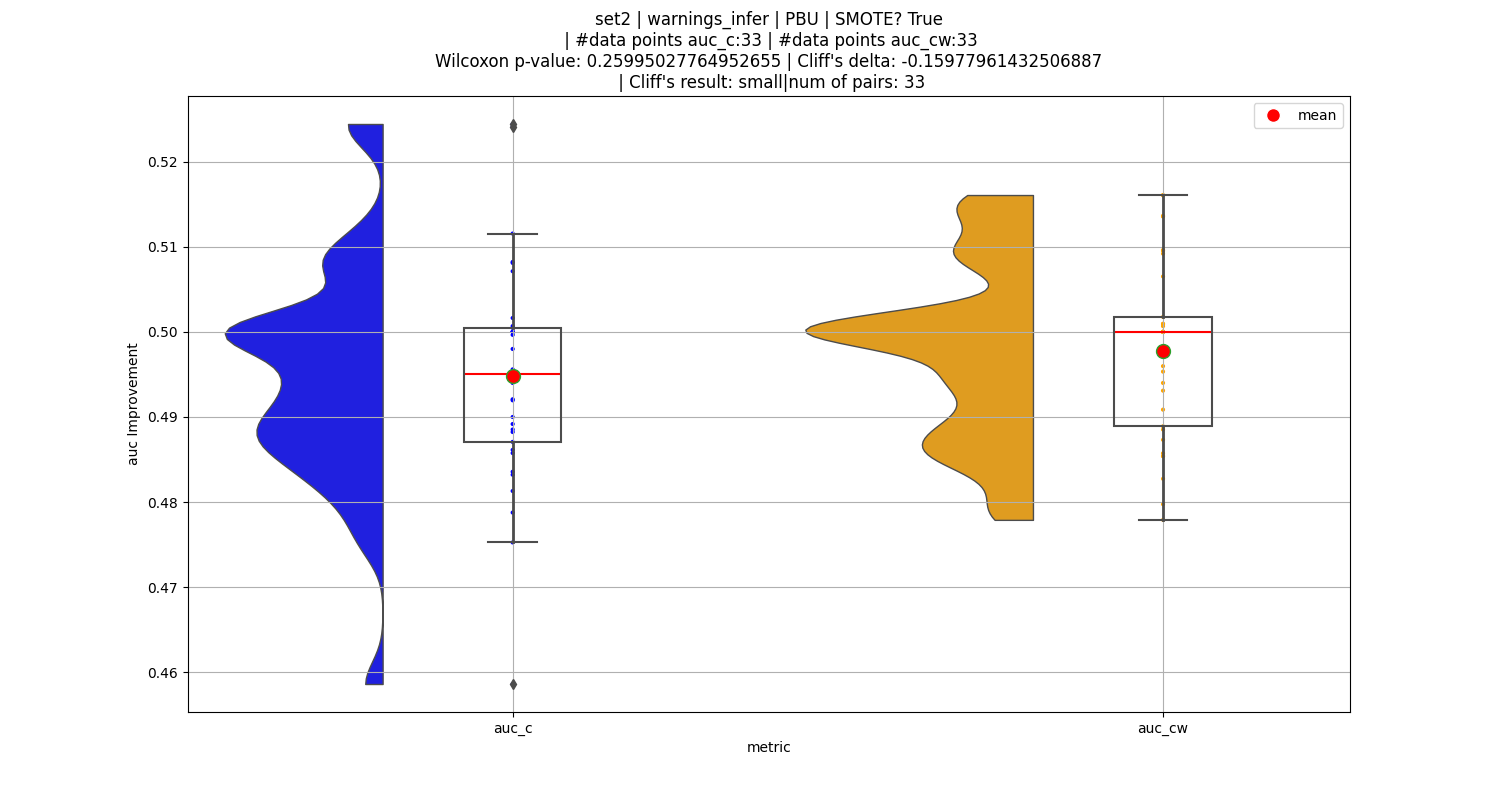 set2 | warnings_infer | PBU | SMOTE? True
| #data points auc_c:33 | #data points auc_cw:33
Wilcoxon p-value: 0.25995027764952655 | Cliff's delta: -0.15977961432506887
| Cliff's result: small|num of pairs: 33
mean
0.52
0.51
0.50
0.49
0.48
0.47
0.46
auc Improvement
auc_c
auc_cw
metric